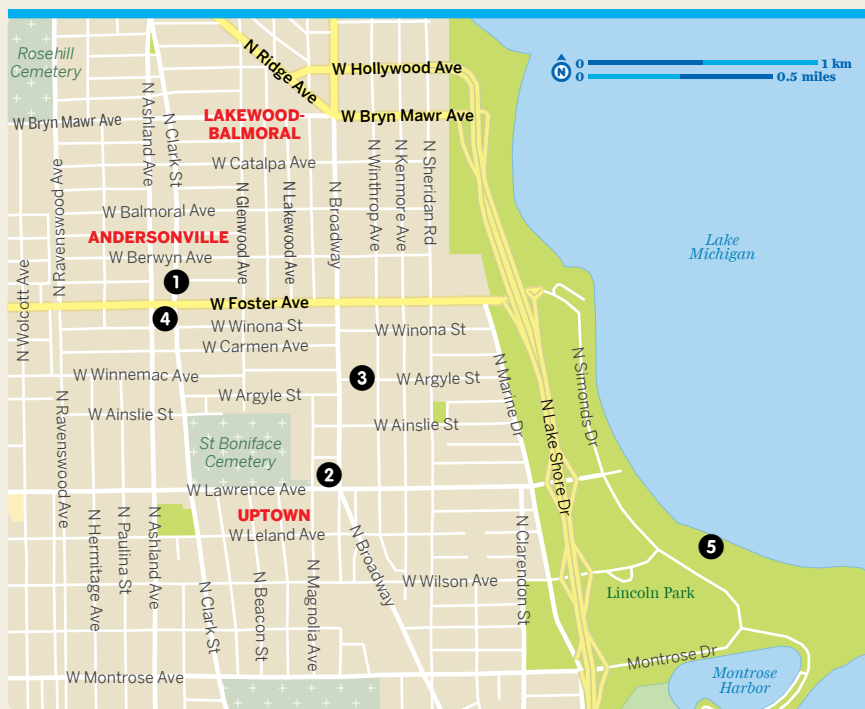 Rosehill
Cemetery
N Ridge Ave
W Hollywood Ave
0 1 km
N
0 0.5 miles
W Bryn Mawr Ave
N Ashland Ave
N Clark St
LAKEWOOD-
BALMORAL
W Bryn Mawr Ave
W Catalpa Ave
N Ravenswood Ave
N Glenwood Ave
N Lakewood Ave
N Broadway
N Winthrop Ave
N Kenmore Ave
N Sheridan Rd
W Balmoral Ave
ANDERSONVILLE
W Berwyn Ave
Lake
Michigan
1
N Wolcott Ave
W Foster Ave
4
W Winona St
W Winona St
W Carmen Ave
N Marine Dr
N Simonds Dr
W Winnemac Ave
3
W Argyle St
W Argyle St
N Ravenswood Ave
W Ainslie St
W Ainslie St
N Lake Shore Dr
St Boniface
Cemetery
2
W Lawrence Ave
UPTOWN
W Leland Ave
N Hermitage Ave
N Paulina St
N Ashland Ave
N Clark St
N Beacon St
N Magnolia Ave
N Broadway
N Clarendon St
5
W Wilson Ave
Lincoln Park
W Montrose Ave
Montrose Dr
Montrose
Harbor